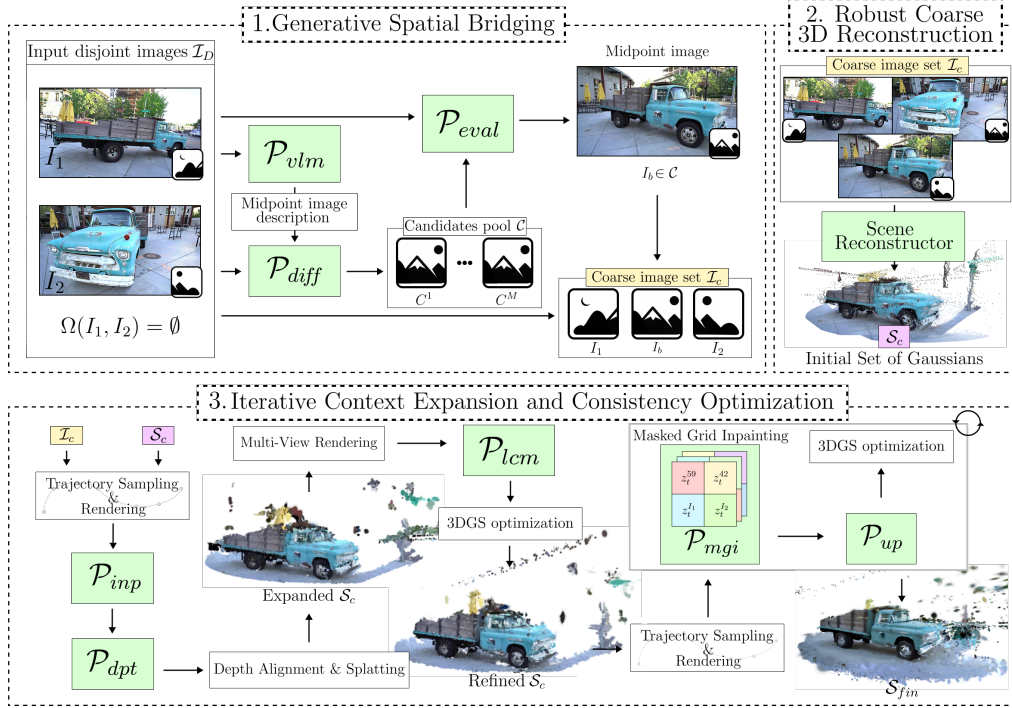 1.Generative Spatial Bridging
Input disjoint images I_D
I_1
I_2
Ω(I_1, I_2) = ∅
P_vlm
Midpoint image
description
P_diff
P_eval
Candidates pool C
C^1
C^M
Midpoint image
I_b ∈ C
Coarse image set I_c
I_1
I_b
I_2
2. Robust Coarse
3D Reconstruction
Coarse image set I_c
Scene
Reconstructor
S_c
Initial Set of Gaussians
3. Iterative Context Expansion and Consistency Optimization
I_c
S_c
Trajectory Sampling
&
Rendering
P_inp
P_dpt
Depth Alignment & Splatting
Expanded S_c
Multi-View Rendering
P_lcm
3DGS optimization
Refined S_c
Trajectory Sampling
&
Rendering
Masked Grid Inpainting
z_t^59
z_t^42
z_t^I_1
z_t^I_2
P_mgi
P_up
3DGS optimization
S_fin